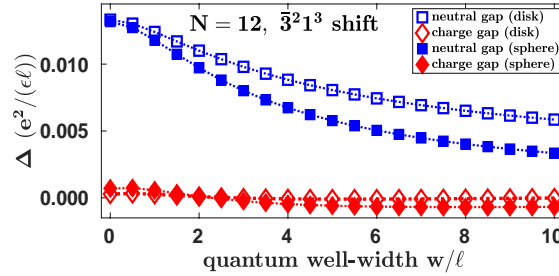 N = 12, 3̄²1³ shift
neutral gap (disk)
charge gap (disk)
neutral gap (sphere)
charge gap (sphere)
Δ (e²/(εℓ))
0.010
0.005
0.000
0 2 4 6 8 10
quantum well-width w/ℓ